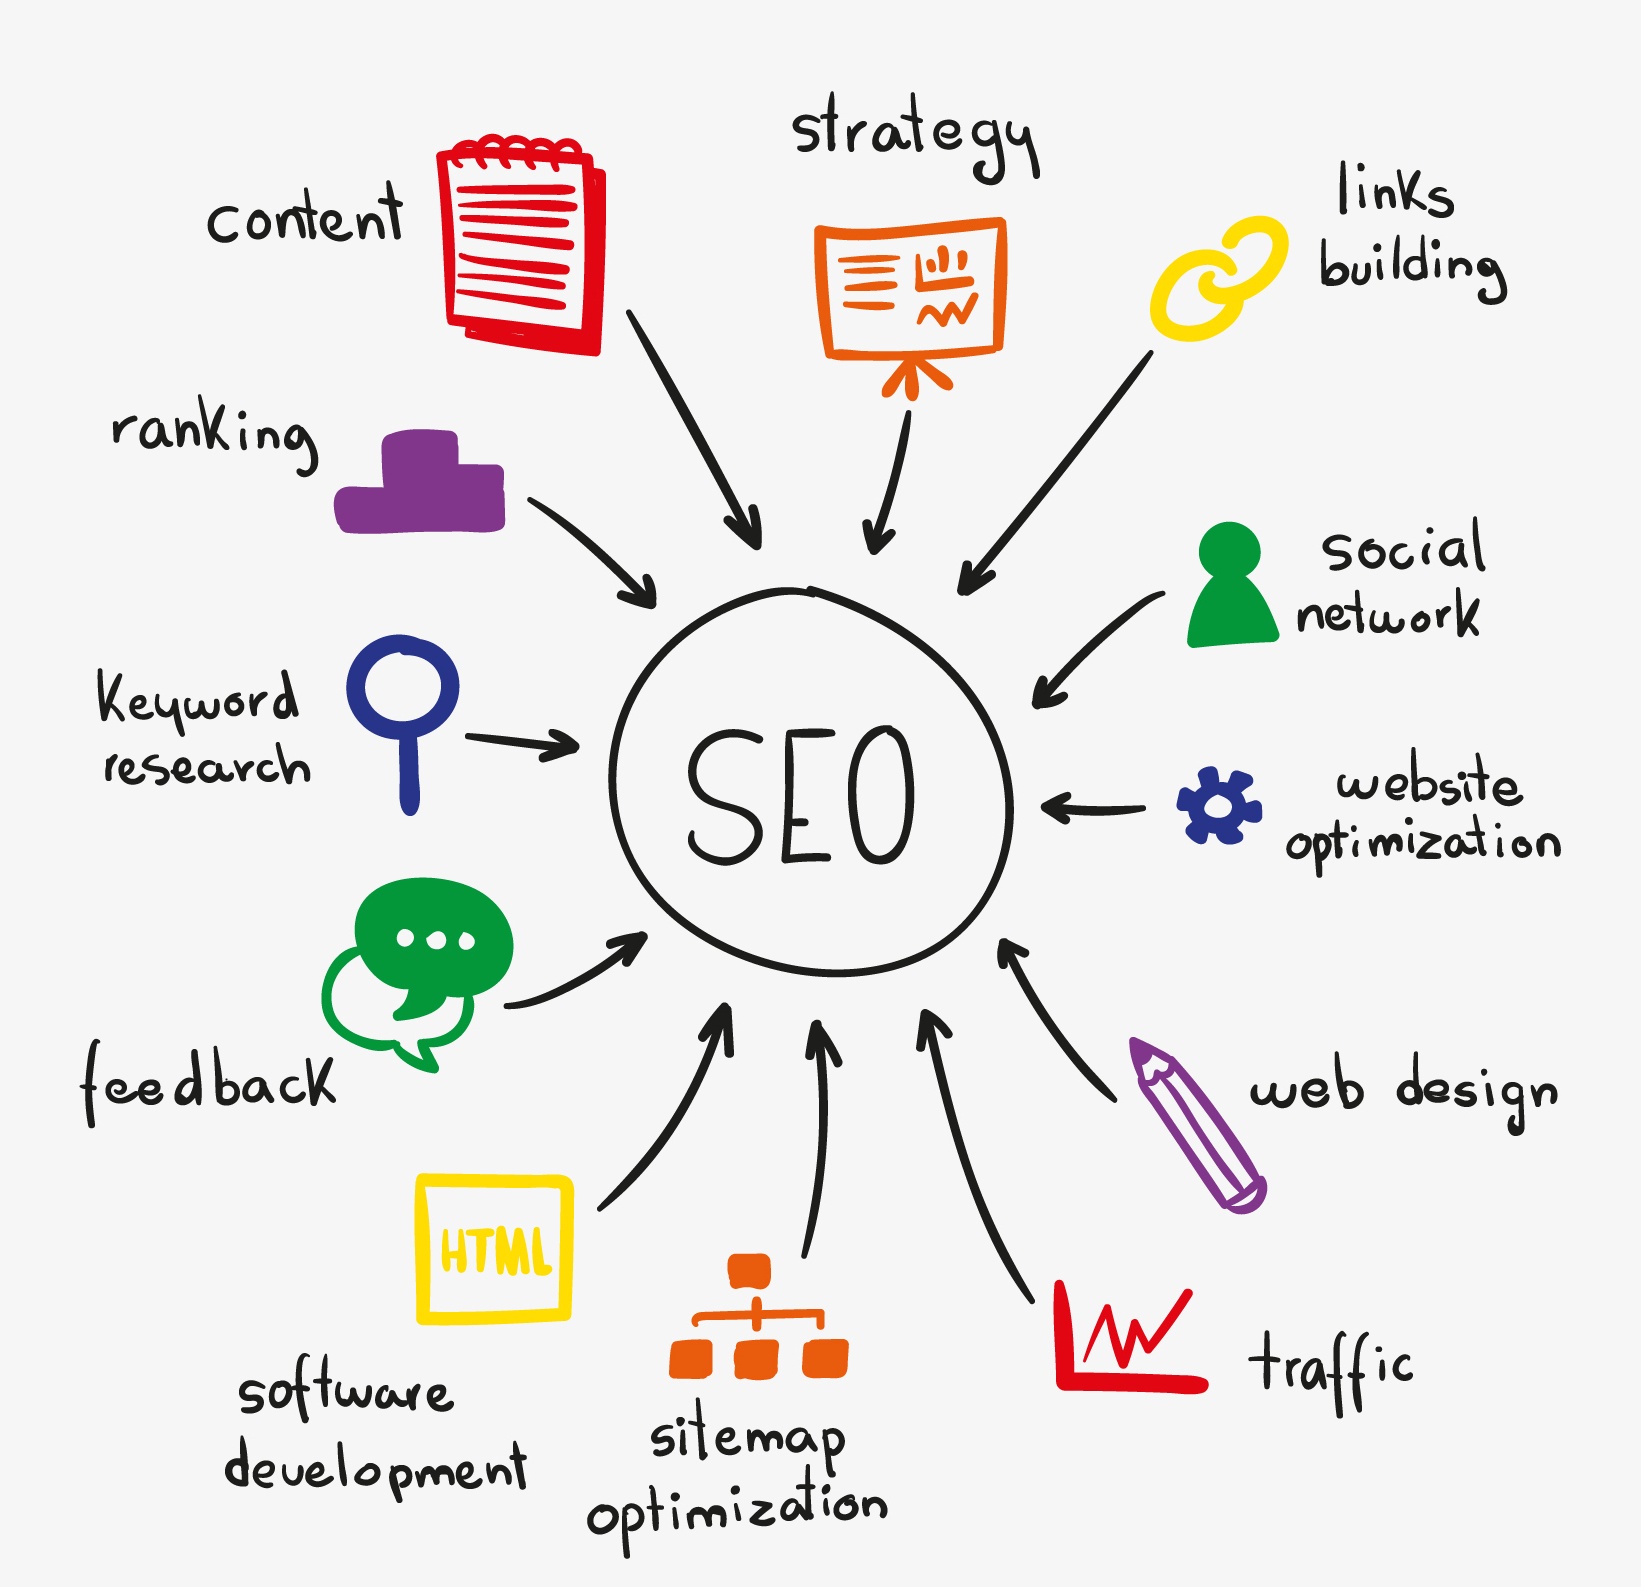 strategy
content
links
building
ranking
social
network
keyword
research
SEO
website
optimization
feedback
web design
HTML
traffic
software
development
sitemap
optimization